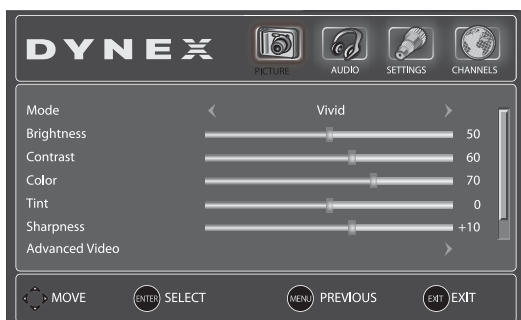 DYNEX
PICTURE AUDIO SETTINGS CHANNELS
Mode Vivid
Brightness 50
Contrast 60
Color 70
Tint 0
Sharpness +10
Advanced Video
MOVE ENTER SELECT MENU PREVIOUS EXIT EXIT